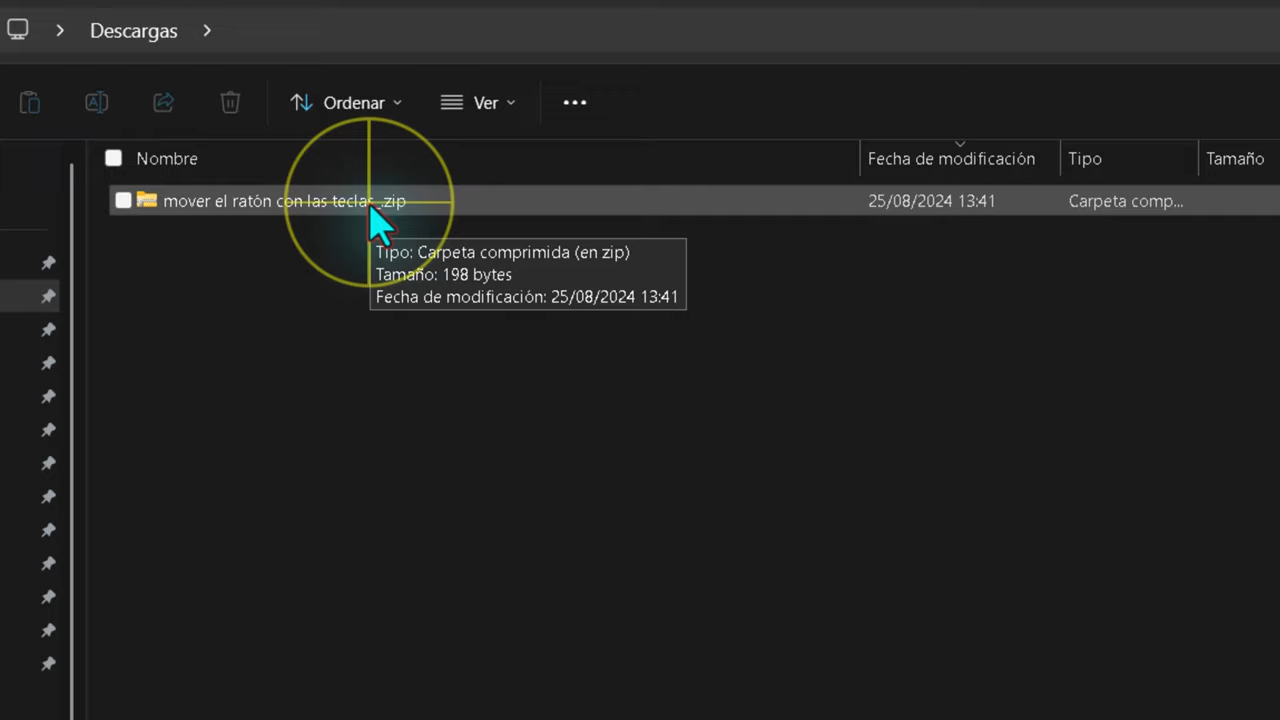 Descargas
Ordenar
Ver
Nombre
Fecha de modificación
Tipo
Tamaño
mover el ratón con las teclas_.zip
25/08/2024 13:41
Carpeta comp...
Tipo: Carpeta comprimida (en zip)
Tamaño: 198 bytes
Fecha de modificación: 25/08/2024 13:41